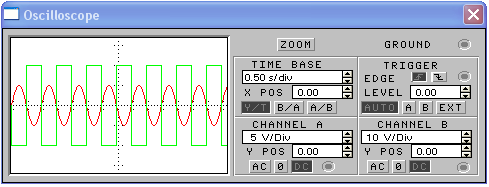 Oscilloscope
ZOOM GROUND
TIME BASE
0.50 s/div
X POS 0.00
Y/T B/A A/B
TRIGGER
EDGE
LEVEL 0.00
AUTO A B EXT
CHANNEL A
5 V/Div
Y POS 0.00
AC 0 DC
CHANNEL B
10 V/Div
Y POS 0.00
AC 0 DC